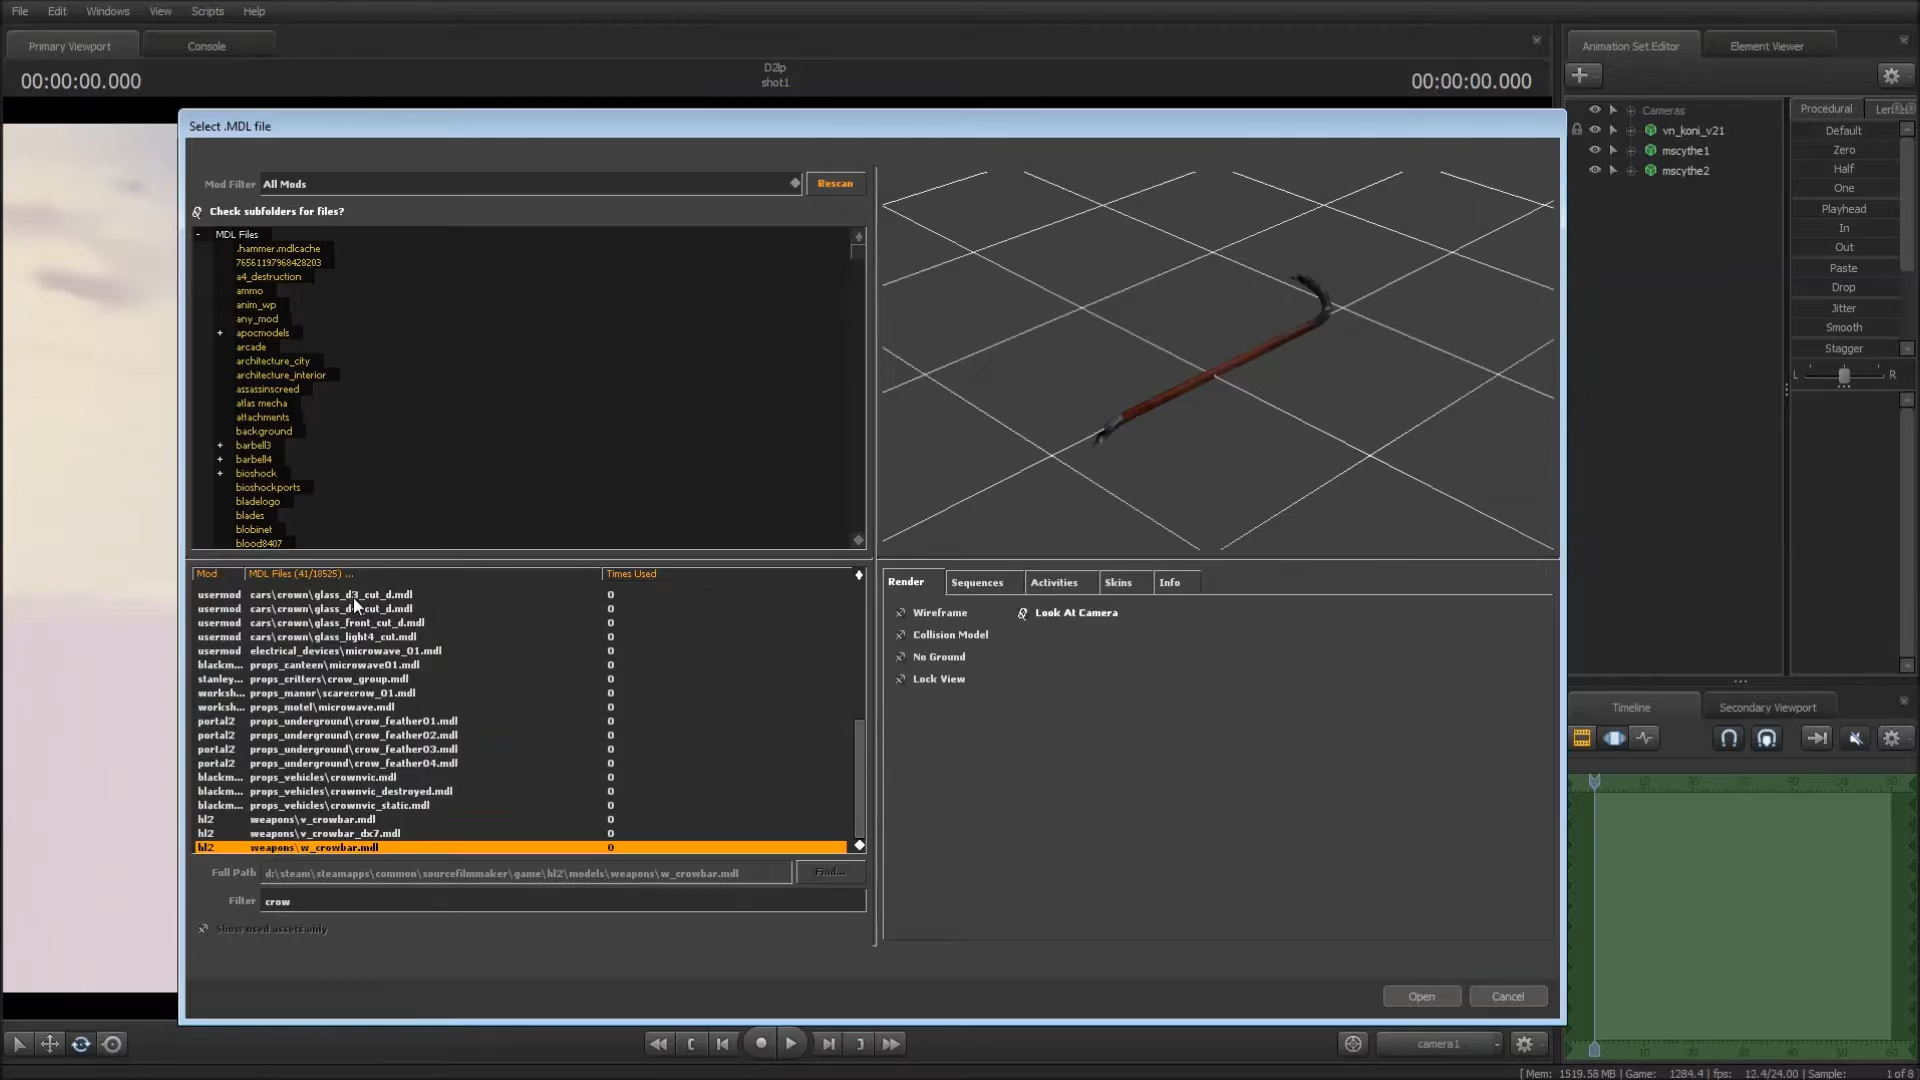 File Edit Windows View Scripts Help
Primary Viewport Console
Animation Set Editor Element Viewer
00:00:00.000
D2lp
shot1
00:00:00.000
Select .MDL file
Mod Filter All Mods Rescan
Check subfolders for files?
MDL Files
.hammer.mdlcache
76561197968428203
a4_destruction
ammo
anim_wp
any_mod
apocmodels
arcade
architecture_city
architecture_interior
assassinscreed
atlas mecha
attachments
background
barbell3
barbell4
bioshock
bioshockports
bladelogo
blades
blobinet
blood8407
Mod MDL Files (41/18525) ... Times Used
usermod cars\crown\glass_d3_cut_d.mdl 0
usermod cars\crown\glass_d _cut_d.mdl 0
usermod cars\crown\glass_front_cut_d.mdl 0
usermod cars\crown\glass_light4_cut.mdl 0
usermod electrical_devices\microwave_01.mdl 0
blackm... props_canteen\microwave01.mdl 0
stanley... props_critters\crow_group.mdl 0
worksh... props_manor\scarecrow_01.mdl 0
worksh... props_motel\microwave.mdl 0
portal2 props_underground\crow_feather01.mdl 0
portal2 props_underground\crow_feather02.mdl 0
portal2 props_underground\crow_feather03.mdl 0
portal2 props_underground\crow_feather04.mdl 0
blackm... props_vehicles\crownvic.mdl 0
blackm... props_vehicles\crownvic_destroyed.mdl 0
blackm... props_vehicles\crownvic_static.mdl 0
hl2 weapons\v_crowbar.mdl 0
hl2 weapons\v_crowbar_dx7.mdl 0
hl2 weapons\w_crowbar.mdl 0
Full Path d:\steam\steamapps\common\sourcefilmmaker\game\hl2\models\weapons\w_crowbar.mdl Find...
Filter crow
Show used assets only
Render Sequences Activities Skins Info
Wireframe Look At Camera
Collision Model
No Ground
Lock View
Open Cancel
Cameras
vn_koni_v21
mscythe1
mscythe2
Procedural
Default
Zero
Half
One
Playhead
In
Out
Paste
Drop
Jitter
Smooth
Stagger
L R
Timeline Secondary Viewport
camera1
[ Mem: 1519.58 MB | Game: 1284.4 | fps: 12.4/24.00 | Sample: 1 of 8 ]